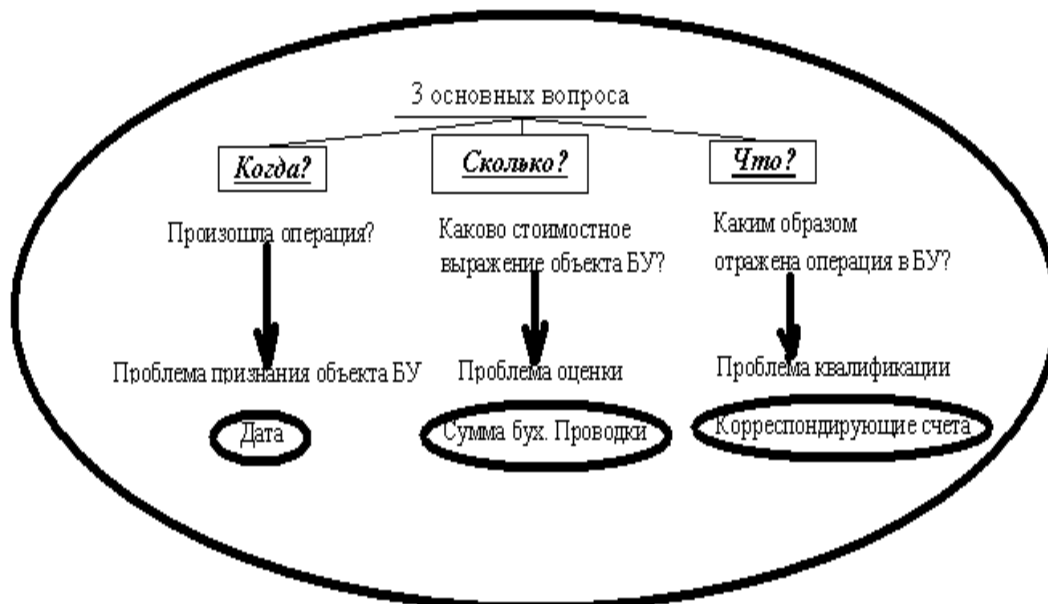 3 основных вопроса
Когда?
Сколько?
Что?
Произошла операция?
Каково стоимостное
выражение объекта БУ?
Каким образом
отражена операция в БУ?
Проблема признания объекта БУ
Проблема оценки
Проблема квалификации
Дата
Сумма бух. Проводки
Корреспондирующие счета